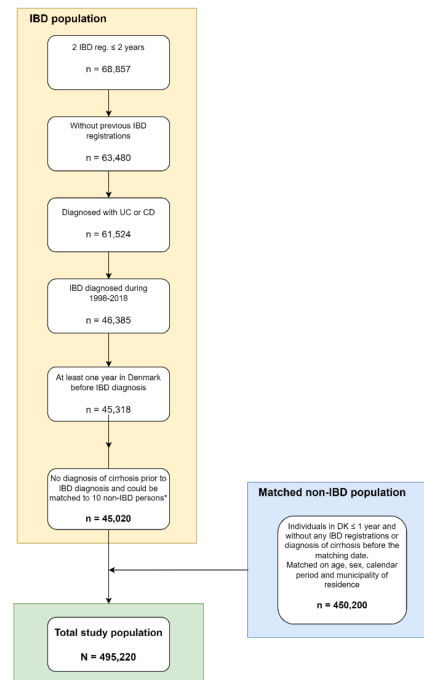 IBD population
2 IBD reg. ≤ 2 years
n = 68,857
Without previous IBD
registrations
n = 63,480
Diagnosed with UC or CD
n = 61,524
IBD diagnosed during
1998-2018
n = 46,385
At least one year in Denmark
before IBD diagnosis
n = 45,318
No diagnosis of cirrhosis prior to
IBD diagnosis and could be
matched to 10 non-IBD persons*
n = 45,020
Matched non-IBD population
Individuals in DK ≤ 1 year and
without any IBD registrations or
diagnosis of cirrhosis before the
matching date.
Matched on age, sex, calendar
period and municipality of
residence
n = 450,200
Total study population
N = 495,220